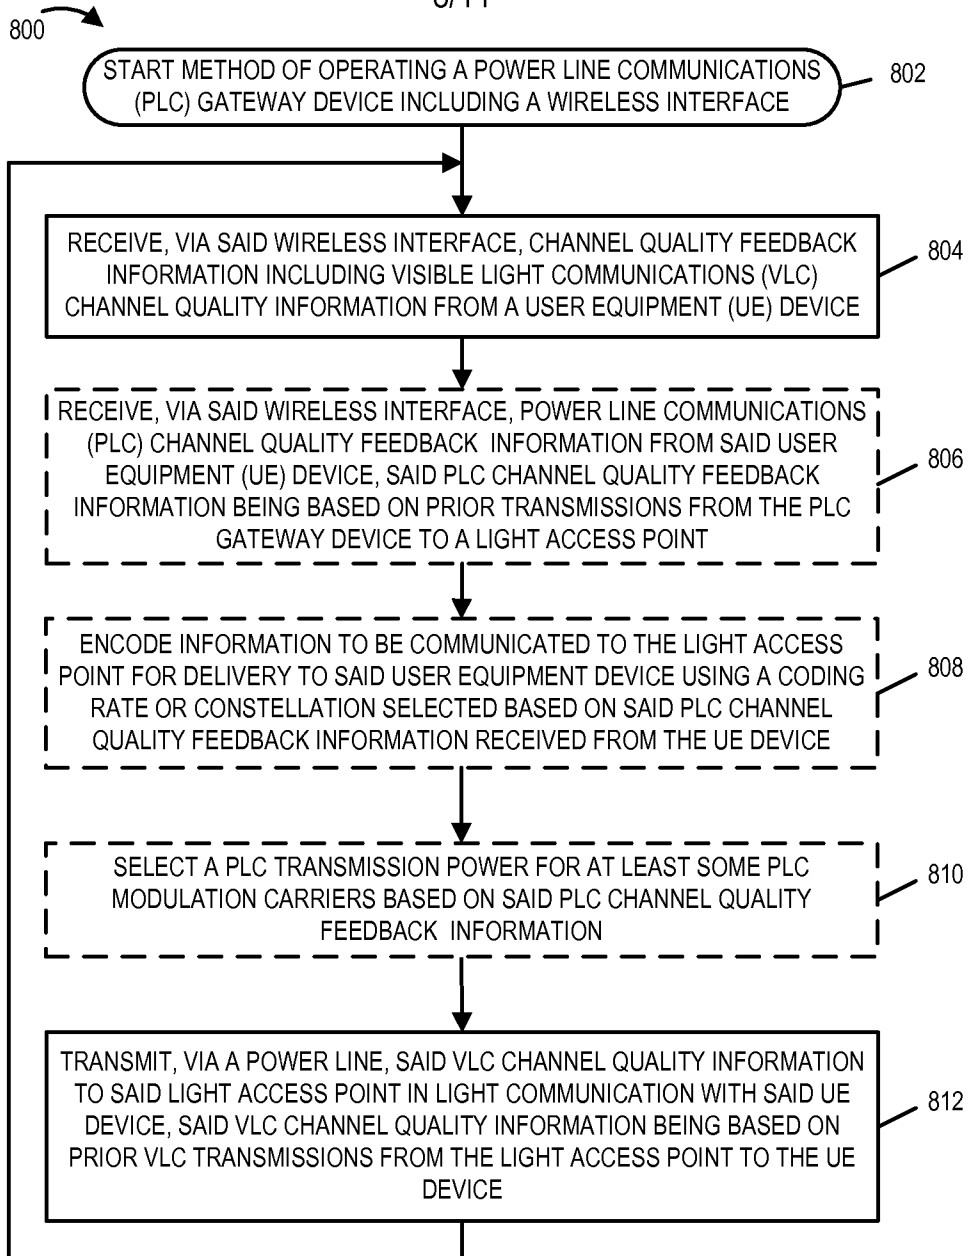 800
START METHOD OF OPERATING A POWER LINE COMMUNICATIONS
(PLC) GATEWAY DEVICE INCLUDING A WIRELESS INTERFACE
802
RECEIVE, VIA SAID WIRELESS INTERFACE, CHANNEL QUALITY FEEDBACK
INFORMATION INCLUDING VISIBLE LIGHT COMMUNICATIONS (VLC)
CHANNEL QUALITY INFORMATION FROM A USER EQUIPMENT (UE) DEVICE
804
RECEIVE, VIA SAID WIRELESS INTERFACE, POWER LINE COMMUNICATIONS
(PLC) CHANNEL QUALITY FEEDBACK INFORMATION FROM SAID USER
EQUIPMENT (UE) DEVICE, SAID PLC CHANNEL QUALITY FEEDBACK
INFORMATION BEING BASED ON PRIOR TRANSMISSIONS FROM THE PLC
GATEWAY DEVICE TO A LIGHT ACCESS POINT
806
ENCODE INFORMATION TO BE COMMUNICATED TO THE LIGHT ACCESS
POINT FOR DELIVERY TO SAID USER EQUIPMENT DEVICE USING A CODING
RATE OR CONSTELLATION SELECTED BASED ON SAID PLC CHANNEL
QUALITY FEEDBACK INFORMATION RECEIVED FROM THE UE DEVICE
808
SELECT A PLC TRANSMISSION POWER FOR AT LEAST SOME PLC
MODULATION CARRIERS BASED ON SAID PLC CHANNEL QUALITY
FEEDBACK INFORMATION
810
TRANSMIT, VIA A POWER LINE, SAID VLC CHANNEL QUALITY INFORMATION
TO SAID LIGHT ACCESS POINT IN LIGHT COMMUNICATION WITH SAID UE
DEVICE, SAID VLC CHANNEL QUALITY INFORMATION BEING BASED ON
PRIOR VLC TRANSMISSIONS FROM THE LIGHT ACCESS POINT TO THE UE
DEVICE
812